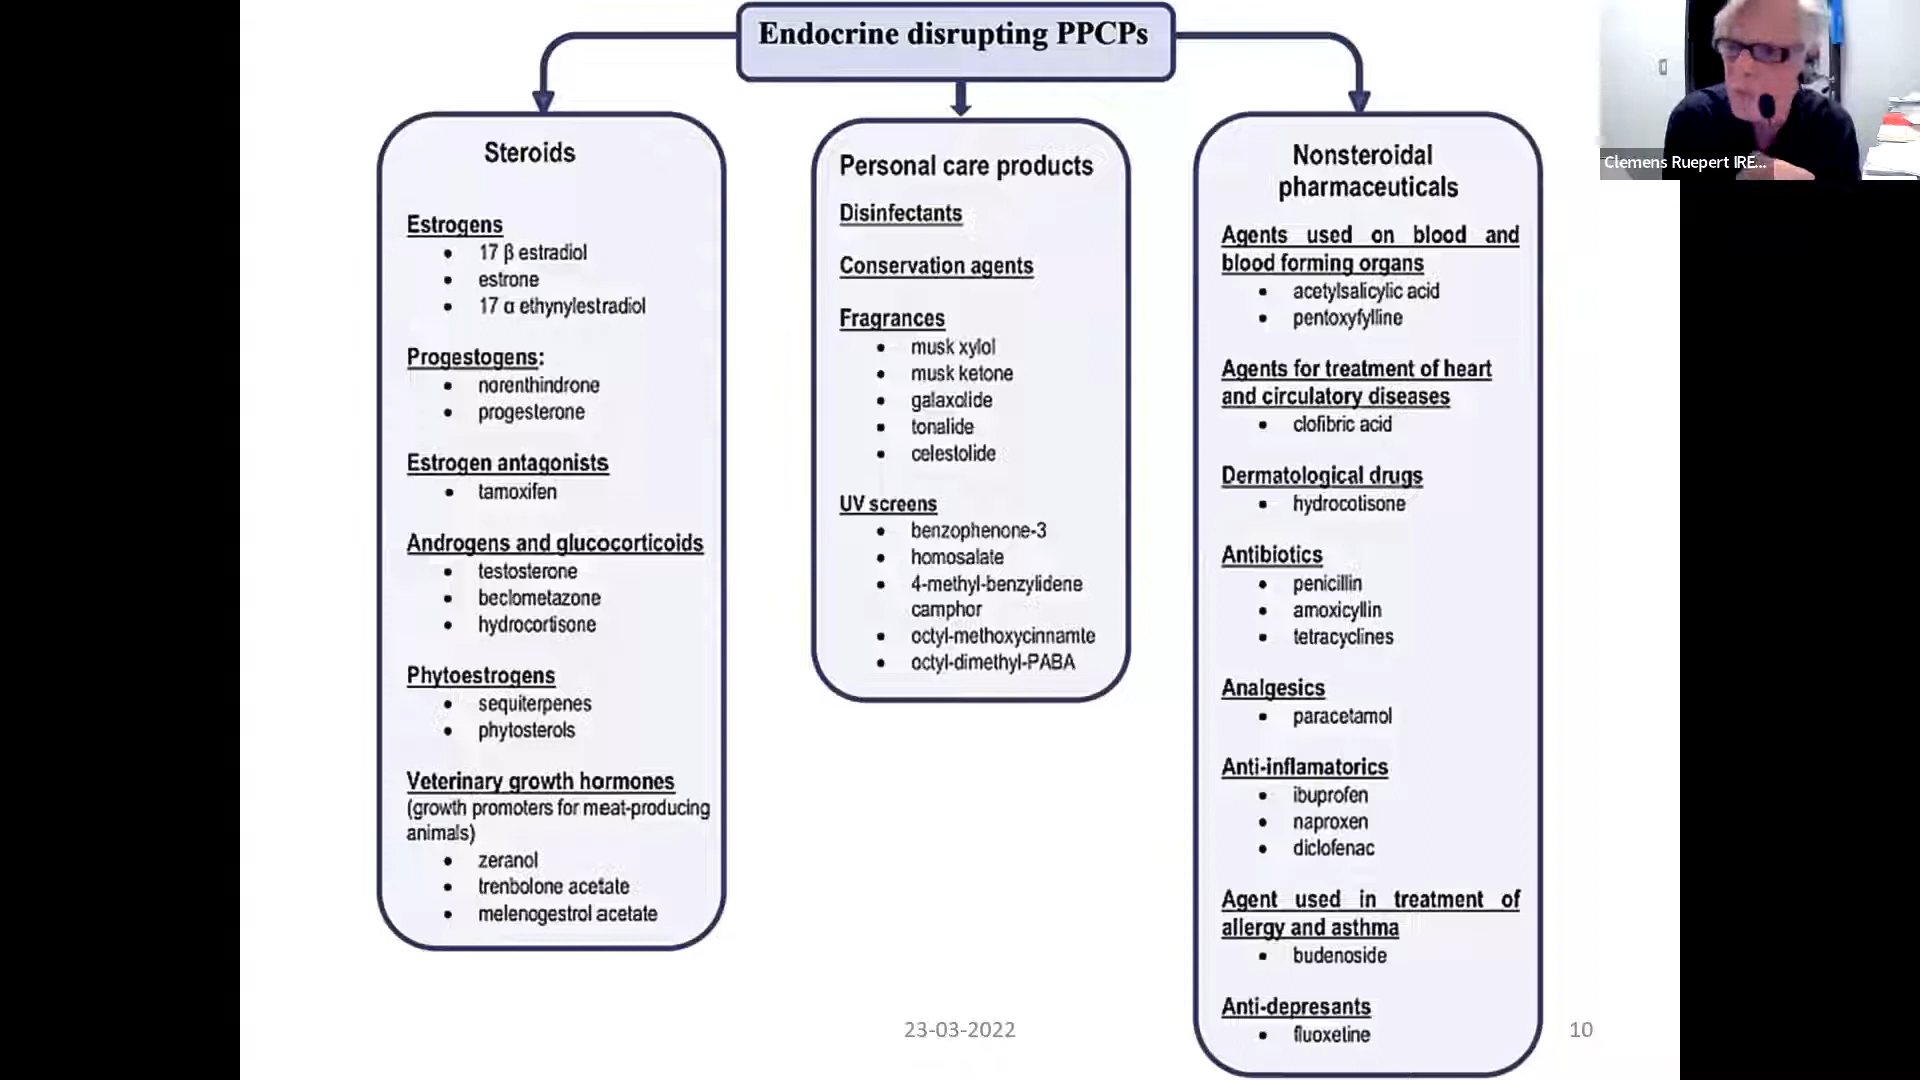 Endocrine disrupting PPCPs
Steroids
Estrogens
• 17 β estradiol
• estrone
• 17 α ethynylestradiol
Progestogens:
• norenthindrone
• progesterone
Estrogen antagonists
• tamoxifen
Androgens and glucocorticoids
• testosterone
• beclometazone
• hydrocortisone
Phytoestrogens
• sequiterpenes
• phytosterols
Veterinary growth hormones
(growth promoters for meat-producing
animals)
• zeranol
• trenbolone acetate
• melenogestrol acetate
Personal care products
Disinfectants
Conservation agents
Fragrances
• musk xylol
• musk ketone
• galaxolide
• tonalide
• celestolide
UV screens
• benzophenone-3
• homosalate
• 4-methyl-benzylidene
camphor
• octyl-methoxycinnamte
• octyl-dimethyl-PABA
Nonsteroidal
pharmaceuticals
Agents used on blood and
blood forming organs
• acetylsalicylic acid
• pentoxyfylline
Agents for treatment of heart
and circulatory diseases
• clofibric acid
Dermatological drugs
• hydrocotisone
Antibiotics
• penicillin
• amoxicyllin
• tetracyclines
Analgesics
• paracetamol
Anti-inflamatorics
• ibuprofen
• naproxen
• diclofenac
Agent used in treatment of
allergy and asthma
• budenoside
Anti-depresants
• fluoxetine
23-03-2022
10
Clemens Ruepert IRE...